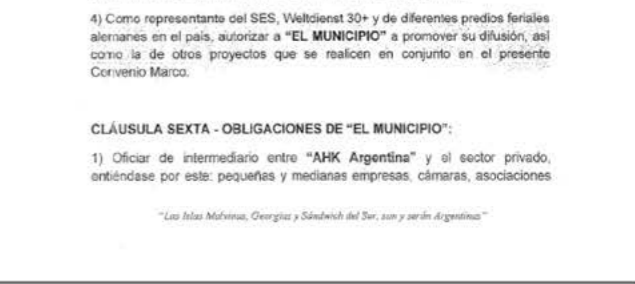 4) Como representante del SES, Weltdienst 30+ y de diferentes predios feriales
alemanes en el país, autorizar a "EL MUNICIPIO" a promover su difusión, así
como la de otros proyectos que se realicen en conjunto en el presente
Convenio Marco.
CLÁUSULA SEXTA - OBLIGACIONES DE "EL MUNICIPIO":
1) Oficiar de intermediario entre "AHK Argentina" y el sector privado,
entiéndase por este: pequeñas y medianas empresas, cámaras, asociaciones
"Las Islas Malvinas, Georgias y Sándwich del Sur, son y serán Argentinas"